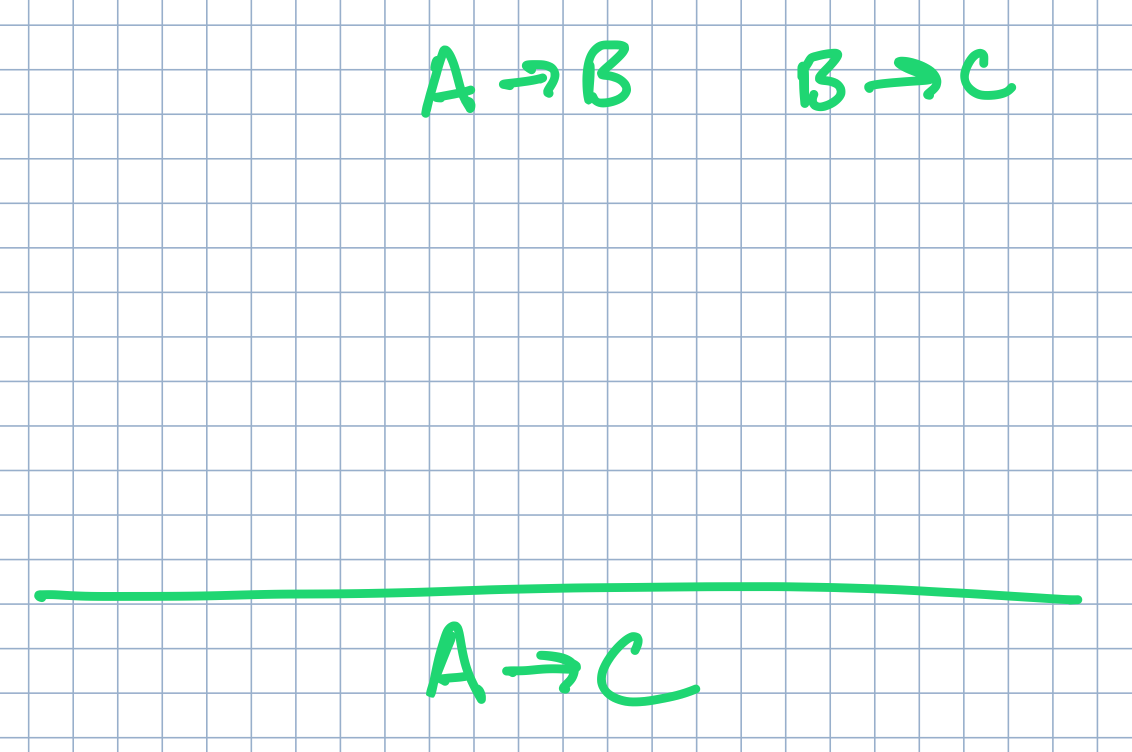 A → B B → C
A → C